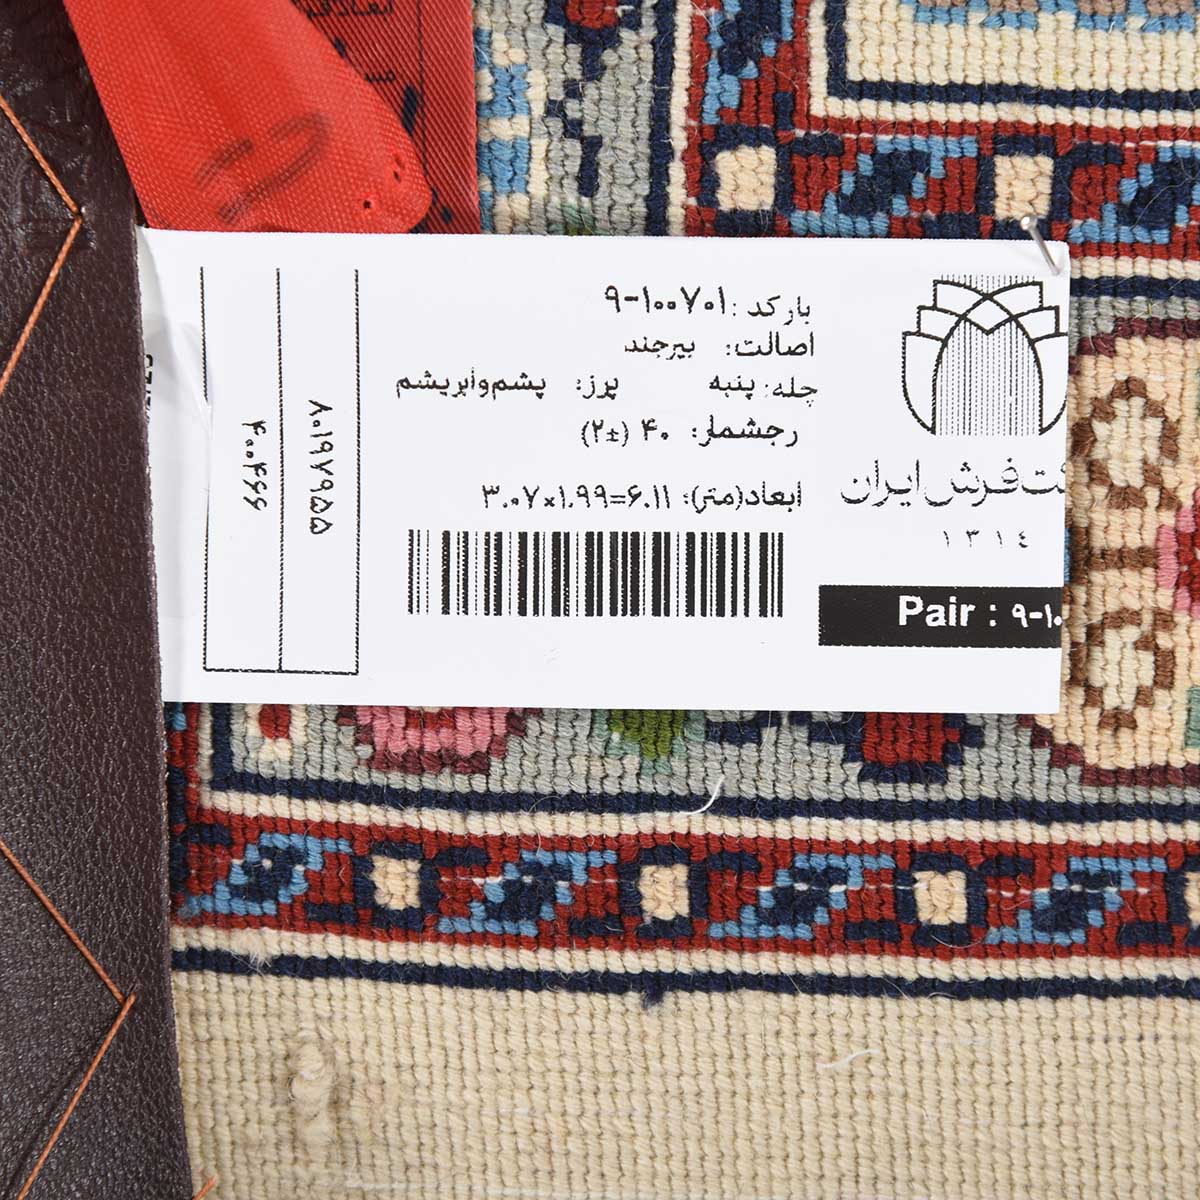 بارکد: ۹-۱۰۰۷۰۱
اصالت: بیرجند
چله: پنبه پرز: پشم‌وابریشم
رجشمار: ۴۰ (±۲)
ابعاد(متر): ۳.۰۷×۱.۹۹=۶.۱۱
فرش ایران
۱۳۱٤
Pair : ۹-۱۰
۸۰۱۹۷۹۵۵
۴۰۰۴۶۶